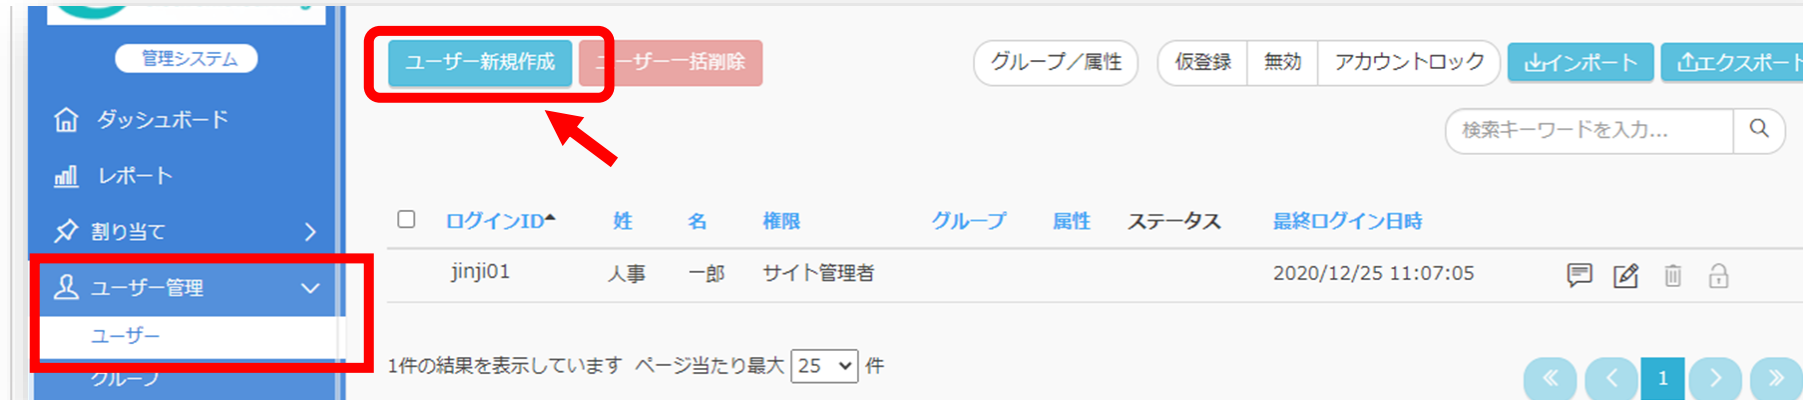 管理システム
ダッシュボード
レポート
割り当て
ユーザー管理
ユーザー
グループ
ユーザー新規作成
ユーザー一括削除
グループ／属性
仮登録
無効
アカウントロック
インポート
エクスポート
検索キーワードを入力...
ログインID 姓 名 権限 グループ 属性 ステータス 最終ログイン日時
jinji01 人事 一郎 サイト管理者 2020/12/25 11:07:05
1件の結果を表示しています ページ当たり最大 25 件
« < 1 > »